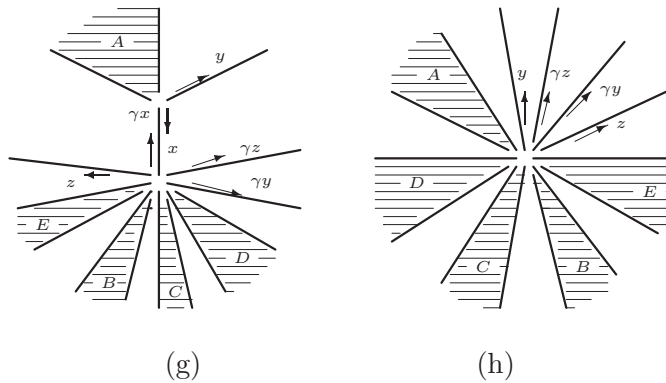 A y
γx
x γz
z γy
E D
B C
(g)
y γz
A γy
z
D E
C B
(h)